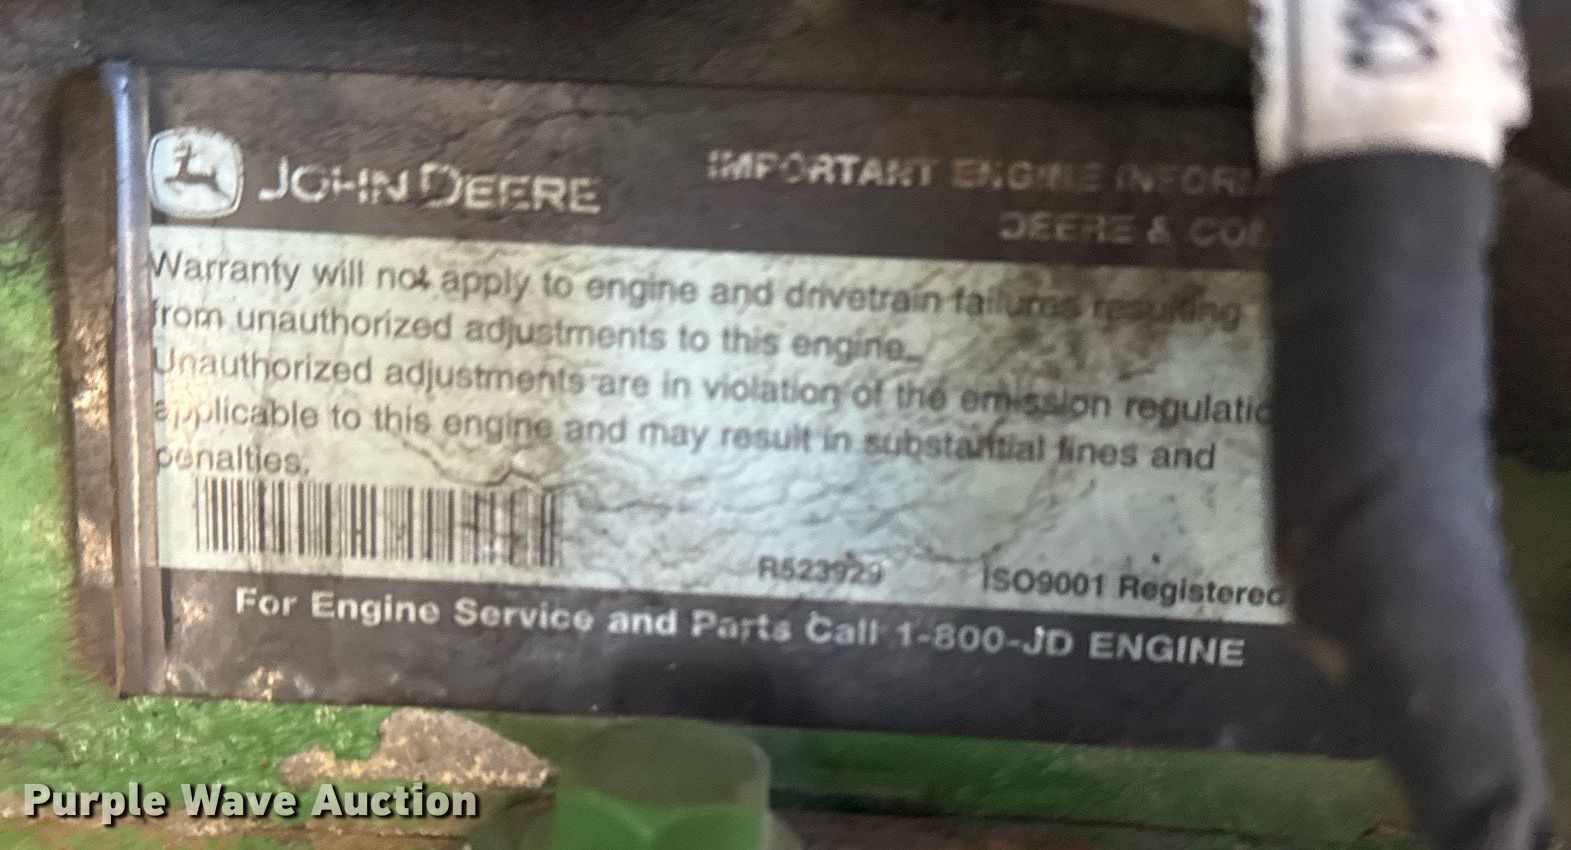 JOHN DEERE
IMPORTANT ENGINE INFOR
DEERE & CO
Warranty will not apply to engine and drivetrain failures resulting
from unauthorized adjustments to this engine.
Unauthorized adjustments are in violation of the emission regulatio
applicable to this engine and may result in substantial fines and
penalties.
R523929
ISO9001 Registered
For Engine Service and Parts Call 1-800-JD ENGINE
Purple Wave Auction